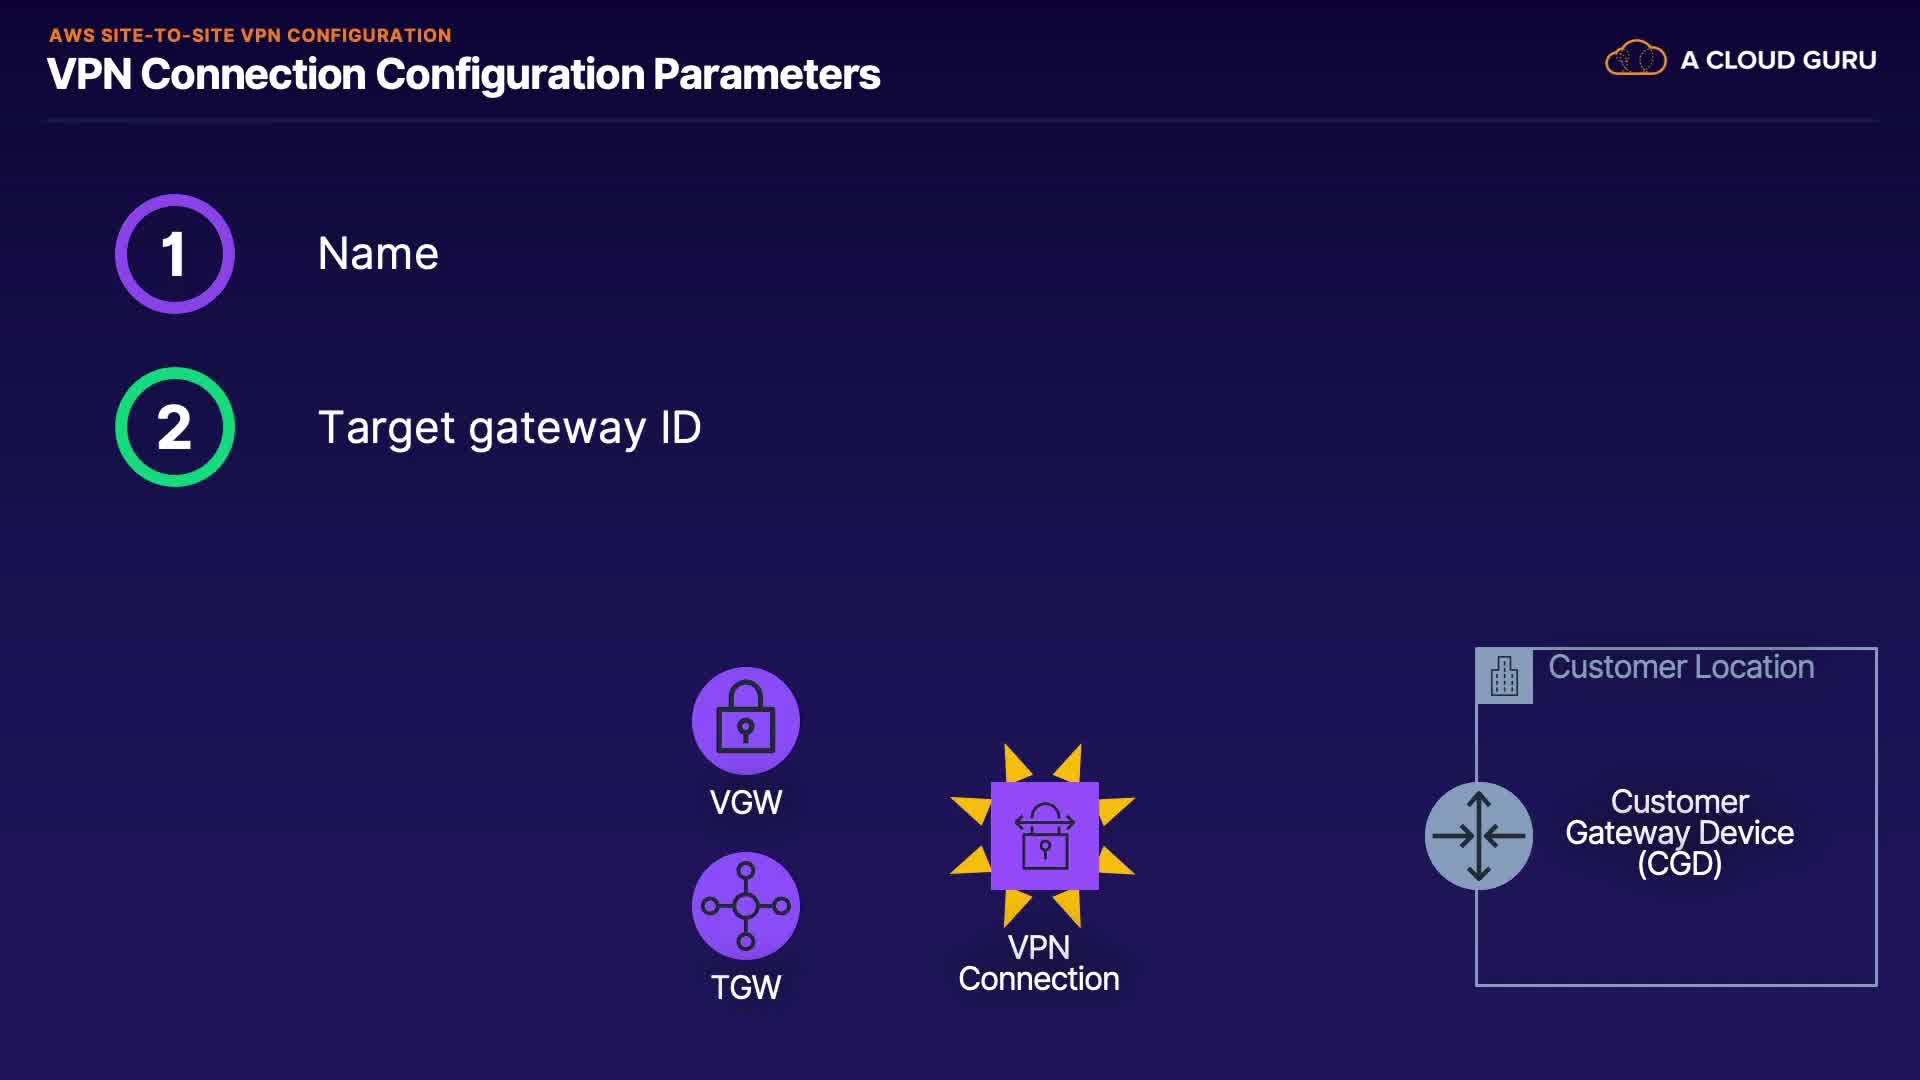 AWS SITE-TO-SITE VPN CONFIGURATION
VPN Connection Configuration Parameters
A CLOUD GURU
1 Name
2 Target gateway ID
VGW
TGW
VPN
Connection
Customer Location
Customer
Gateway Device
(CGD)